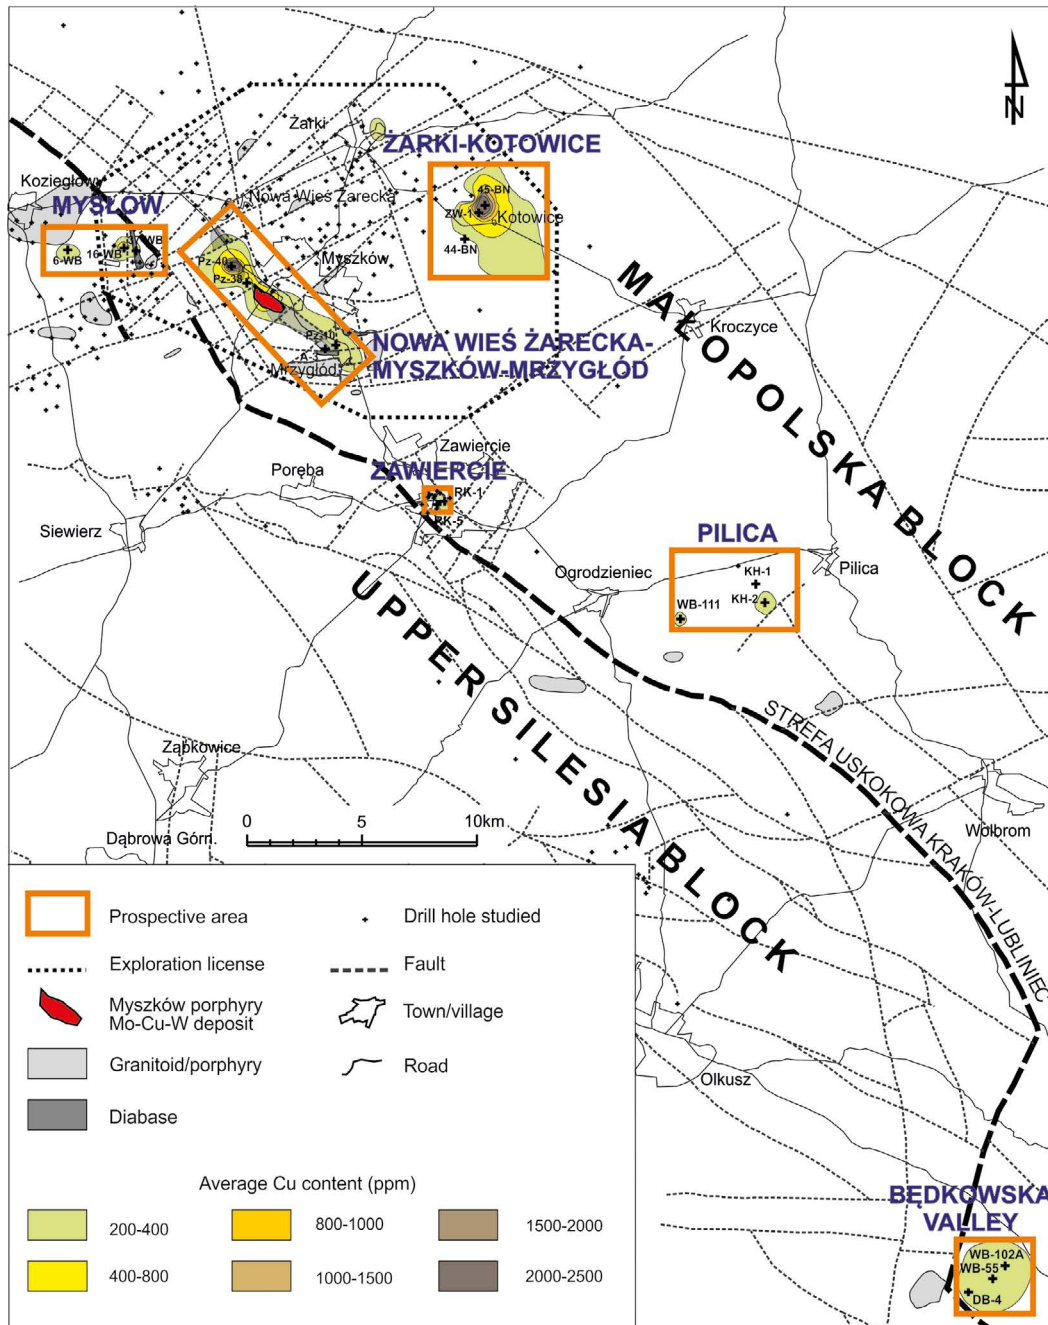 N
Żarki
ŻARKI-KOTOWICE
Koziegłowy
MYSŁÓW
Nowa Wieś Żarecka
45-BN
ZW-1
Kotowice
44-BN
37-WB
16-WB
6-WB
Pz-40
Pz-38
Myszków
MAŁOPOLSKA BLOCK
Kroczyce
Pz-10
A
Mrzygłód
NOWA WIEŚ ŻARECKA-
MYSZKÓW-MRZYGŁÓD
Zawiercie
ZAWIERCIE
Poręba
RK-1
RK-5
Siewierz
PILICA
Ogrodzieniec
KH-1
Pilica
KH-2
WB-111
UPPER SILESIA BLOCK
STREFA USKOKOWA KRAKÓW-LUBLINIEC
Ząpkowice
Wolbrom
Dąbrowa Górn.
0 5 10km
Prospective area
Drill hole studied
Exploration license
Fault
Myszków porphyry
Mo-Cu-W deposit
Town/village
Granitoid/porphyry
Road
Diabase
Olkusz
Average Cu content (ppm)
200-400
800-1000
1500-2000
400-800
1000-1500
2000-2500
BĘDKOWSKA
VALLEY
WB-102A
WB-55
DB-4